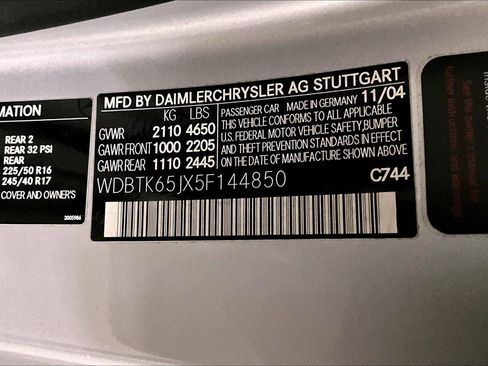 MATION
REAR 2
REAR 32 PSI
REAR
225/50 R16
245/40 R17
COVER AND OWNER'S
3005986
MFD BY DAIMLERCHRYSLER AG STUTTGART
KG LBS
GVWR 2110 4650
GAWR FRONT 1000 2205
GAWR REAR 1110 2445
PASSENGER CAR MADE IN GERMANY 11/04
THIS VEHICLE CONFORMS TO ALL APPLICABLE
U.S. FEDERAL MOTOR VEHICLE SAFETY, BUMPER
AND THEFT PREVENTION STANDARDS IN EFFECT
ON THE DATE OF MANUFACTURE SHOWN ABOVE.
WDBTK65JX5F144850
C744